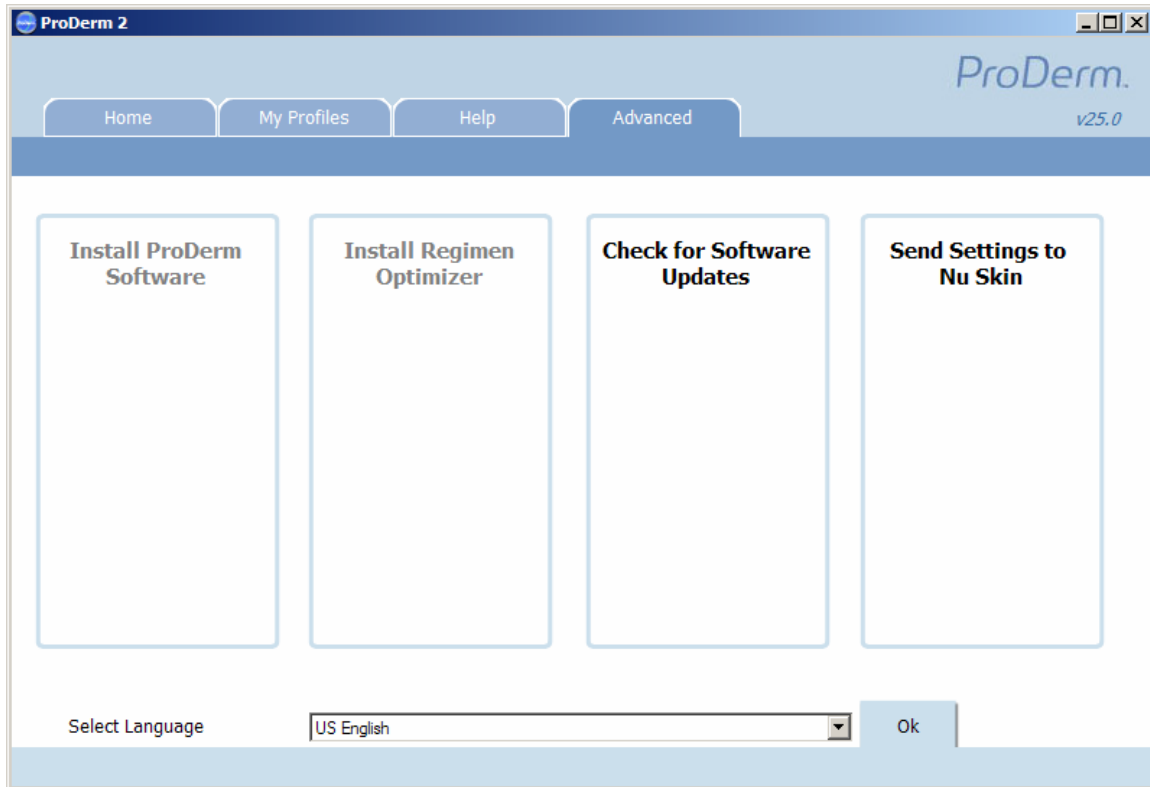 ProDerm 2
ProDerm.
Home
My Profiles
Help
Advanced
v25.0
Install ProDerm
Software
Install Regimen
Optimizer
Check for Software
Updates
Send Settings to
Nu Skin
Select Language
US English
Ok